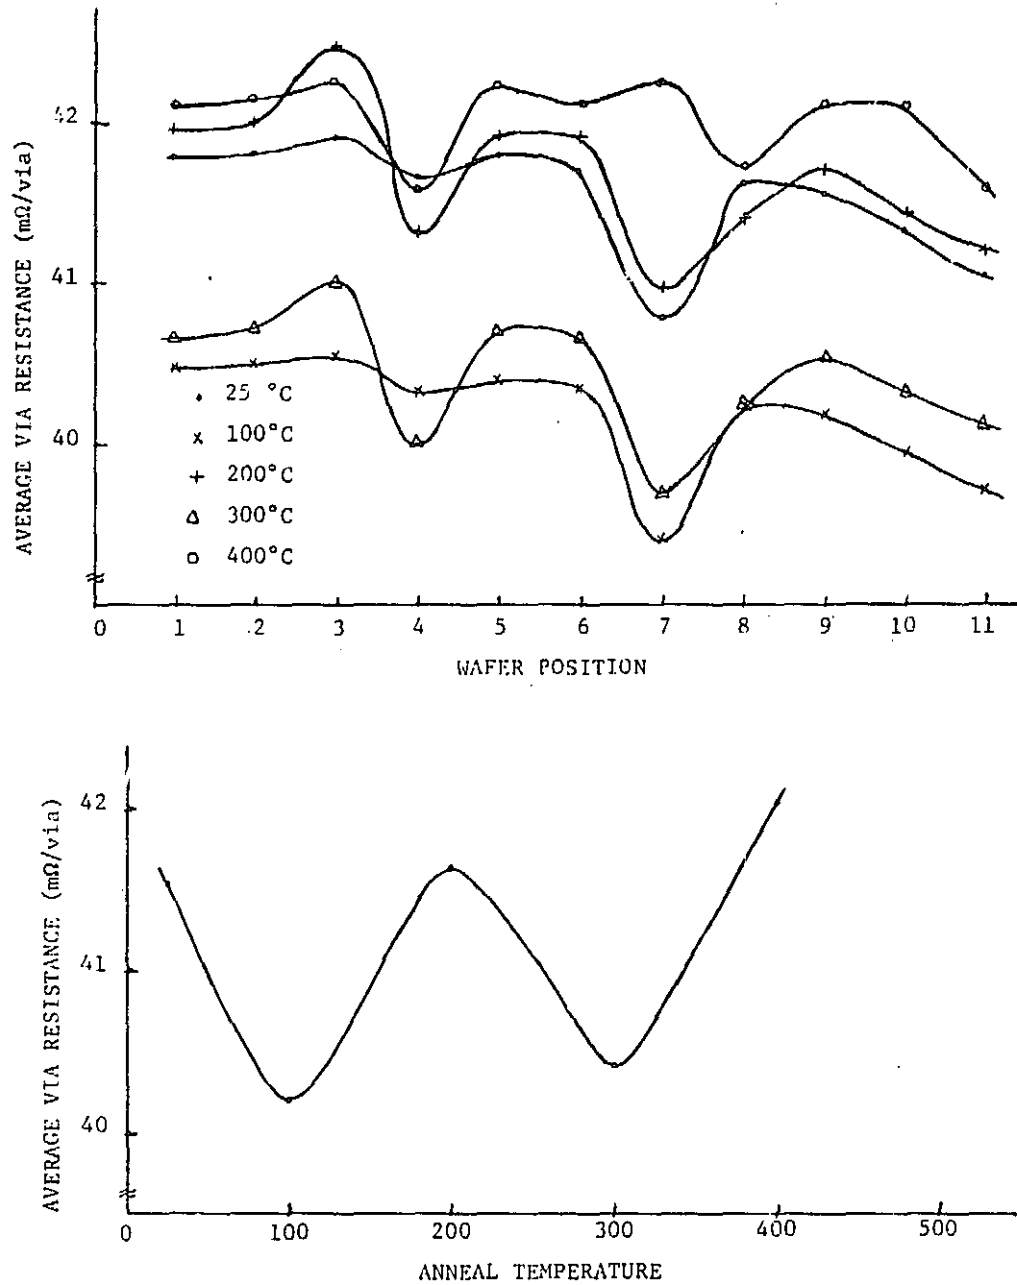 AVERAGE VIA RESISTANCE (mΩ/via)
42
41
40
25 °C
100°C
200°C
300°C
400°C
0 1 2 3 4 5 6 7 8 9 10 11
WAFER POSITION
AVERAGE VIA RESISTANCE (mΩ/via)
42
41
40
0 100 200 300 400 500
ANNEAL TEMPERATURE